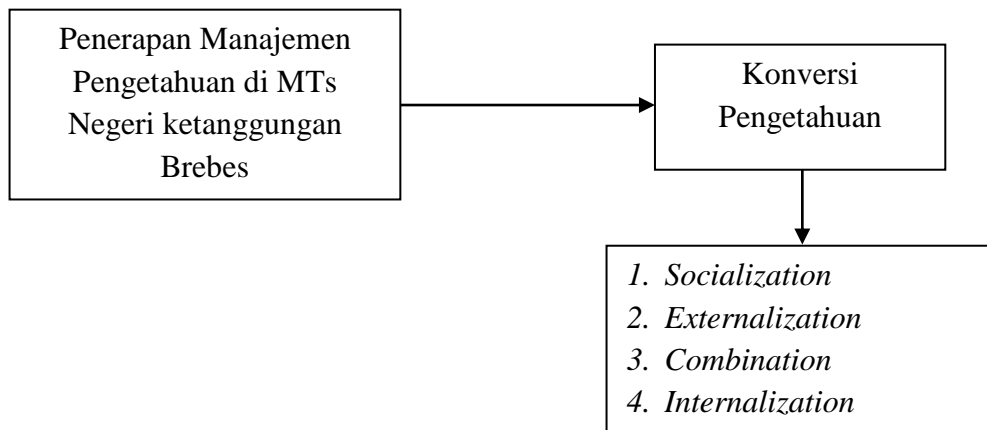 Penerapan Manajemen
Pengetahuan di MTs
Negeri ketanggungan
Brebes
Konversi
Pengetahuan
1. Socialization
2. Externalization
3. Combination
4. Internalization